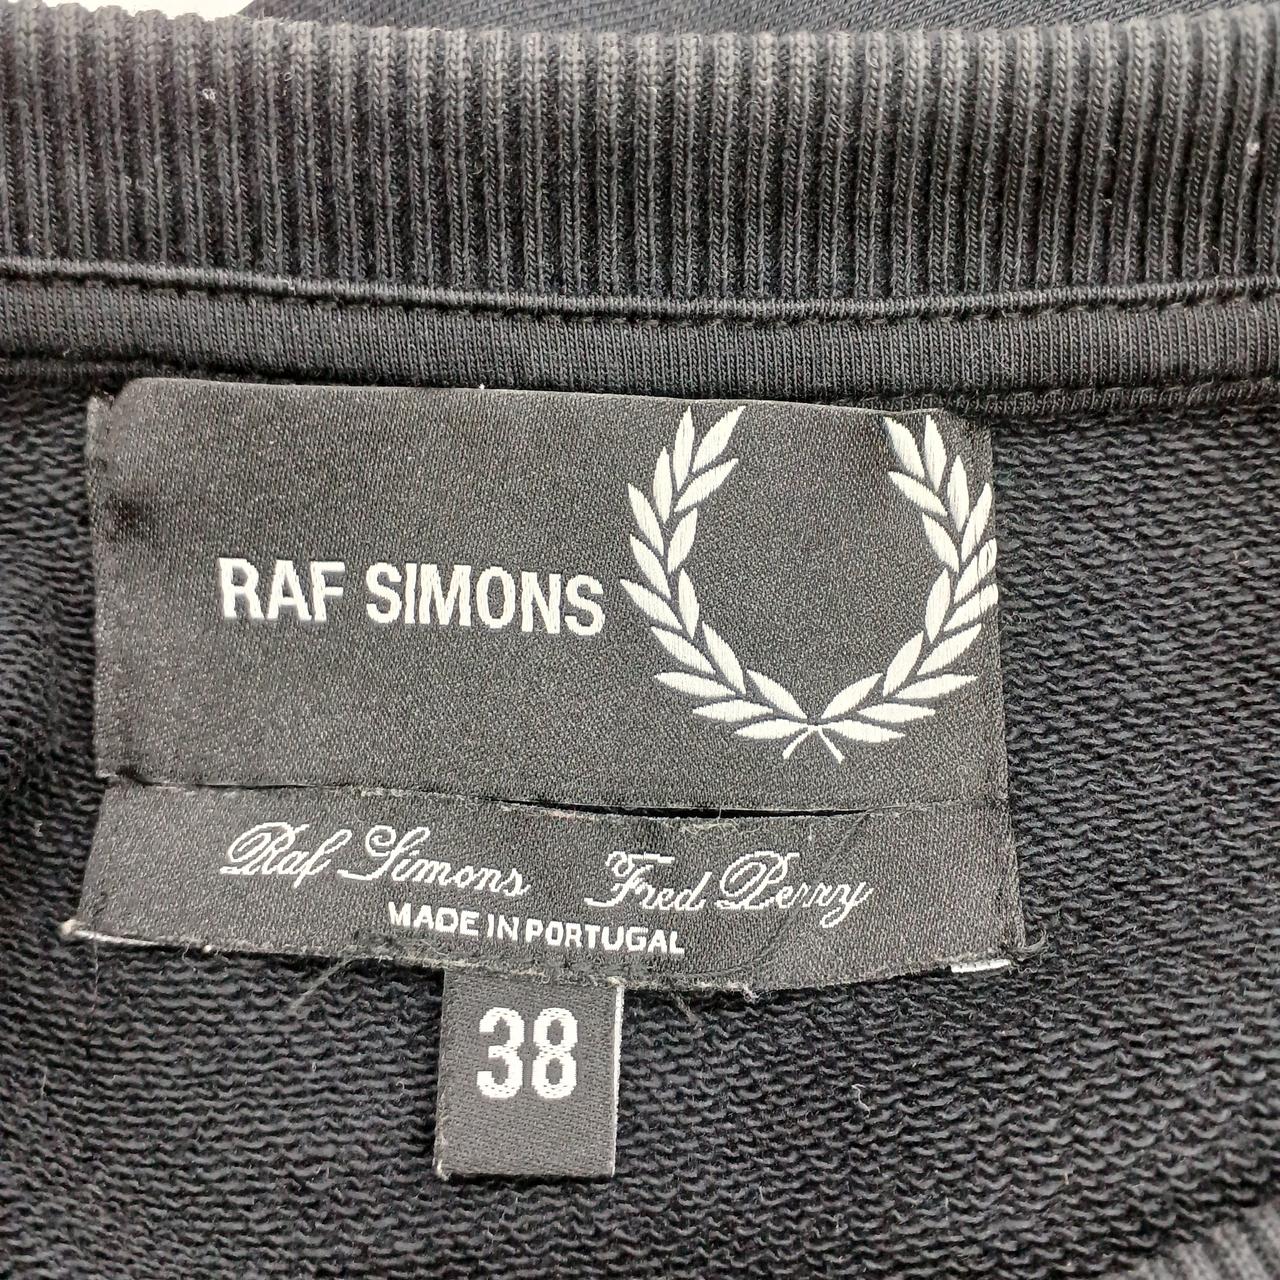 RAF SIMONS
Raf Simons Fred Perry
MADE IN PORTUGAL
38